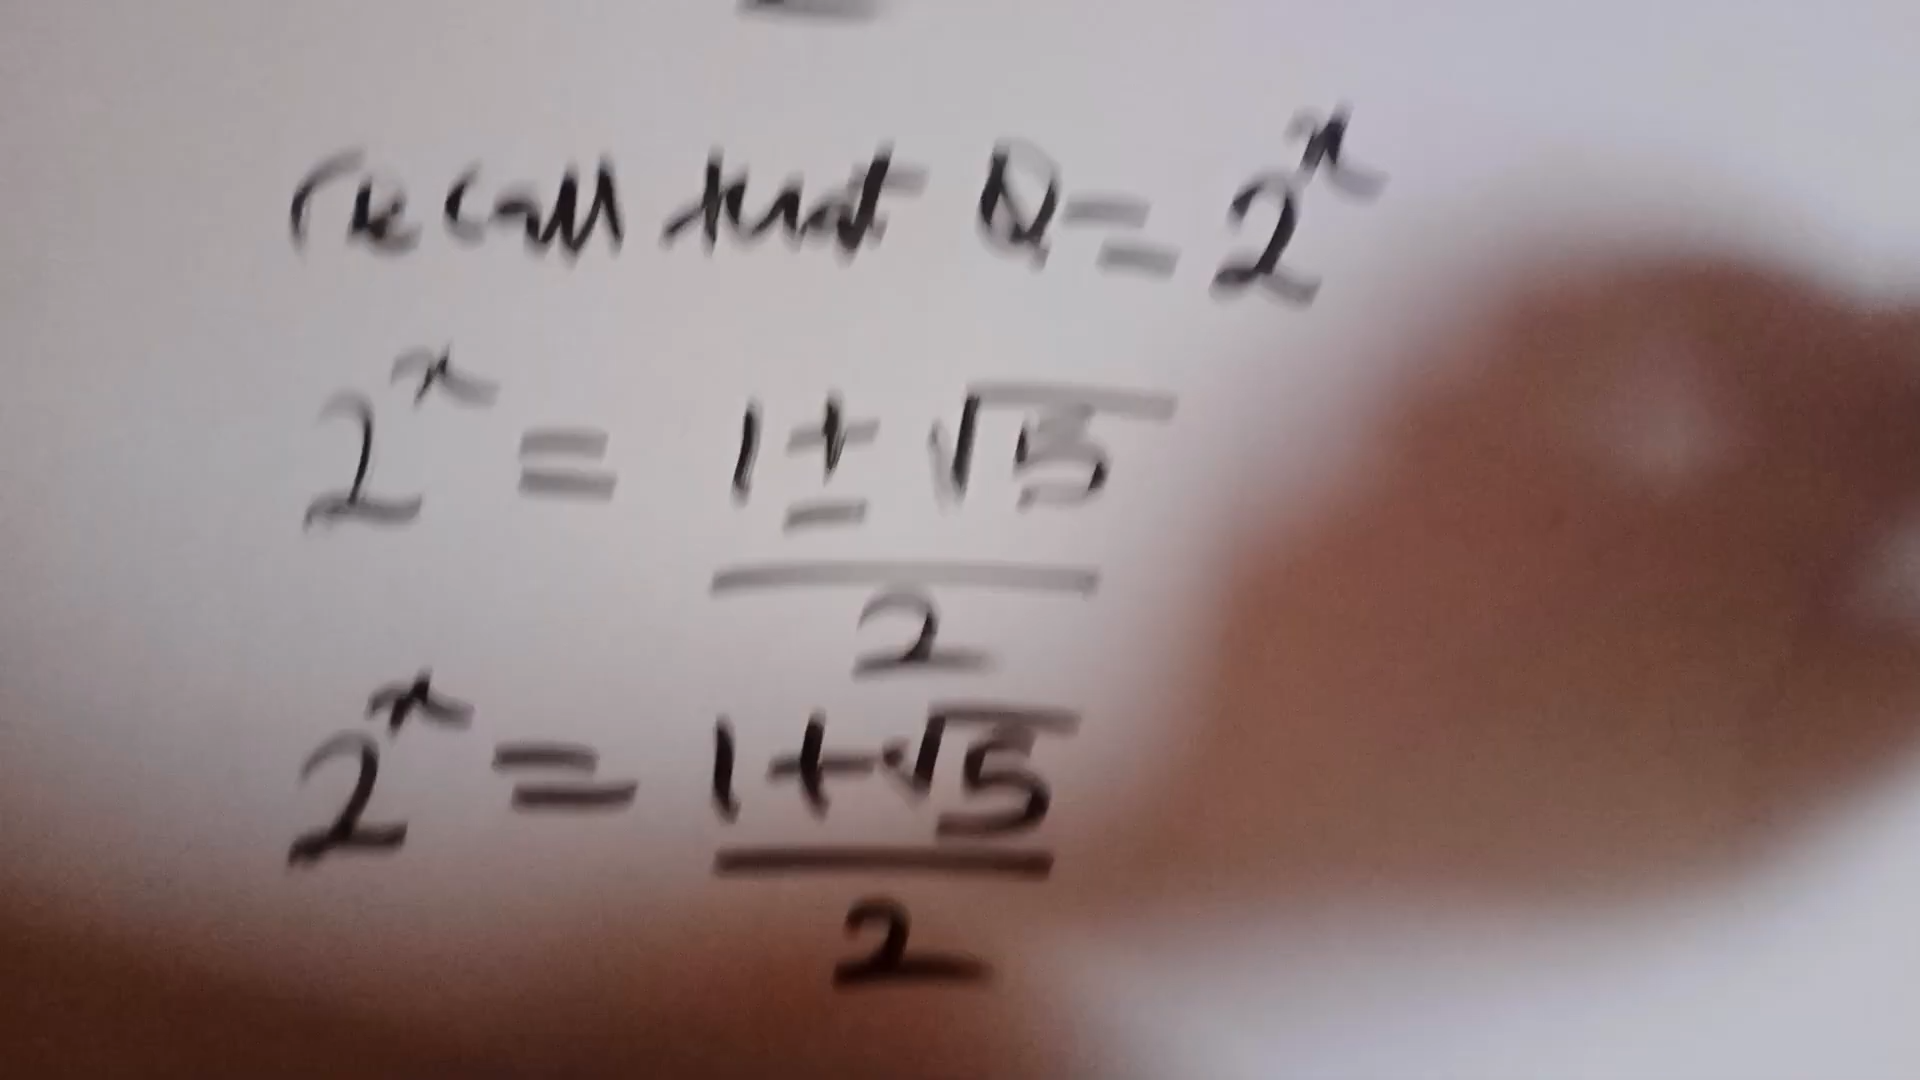 recall that Q = 2^x
2^x = (1 ± √5)/2
2^x = (1+√5)/2